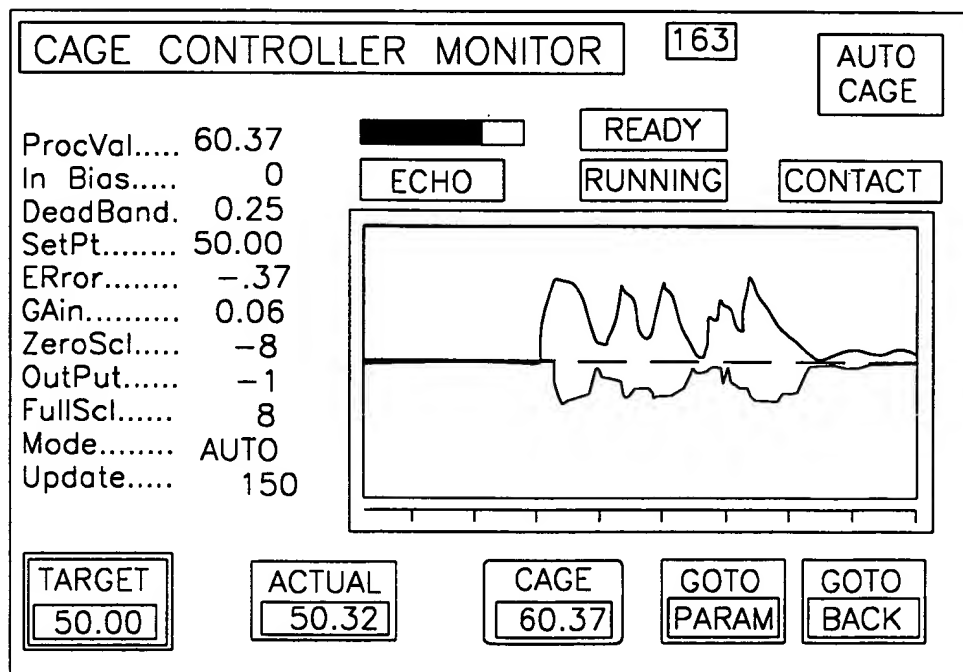 CAGE CONTROLLER MONITOR
163
AUTO
CAGE
READY
ECHO
RUNNING
CONTACT
ProcVal..... 60.37
In Bias..... 0
DeadBand. 0.25
SetPt........ 50.00
ERror........ -.37
GAin.......... 0.06
ZeroScl..... -8
OutPut...... -1
FullScl...... 8
Mode........ AUTO
Update..... 150
TARGET
50.00
ACTUAL
50.32
CAGE
60.37
GOTO
PARAM
GOTO
BACK